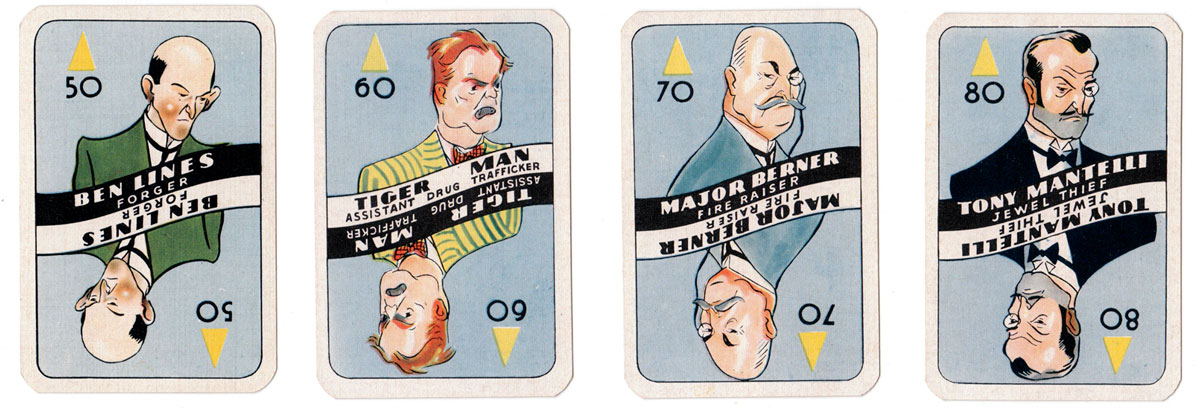 50
BEN LINES
FORGER
FORGER
BEN LINES
50
60
TIGER MAN
ASSISTANT DRUG TRAFFICKER
ASSISTANT DRUG TRAFFICKER
TIGER MAN
60
70
MAJOR BERNER
FIRE RAISER
FIRE RAISER
MAJOR BERNER
70
80
TONY MANTELLI
JEWEL THIEF
JEWEL THIEF
TONY MANTELLI
80